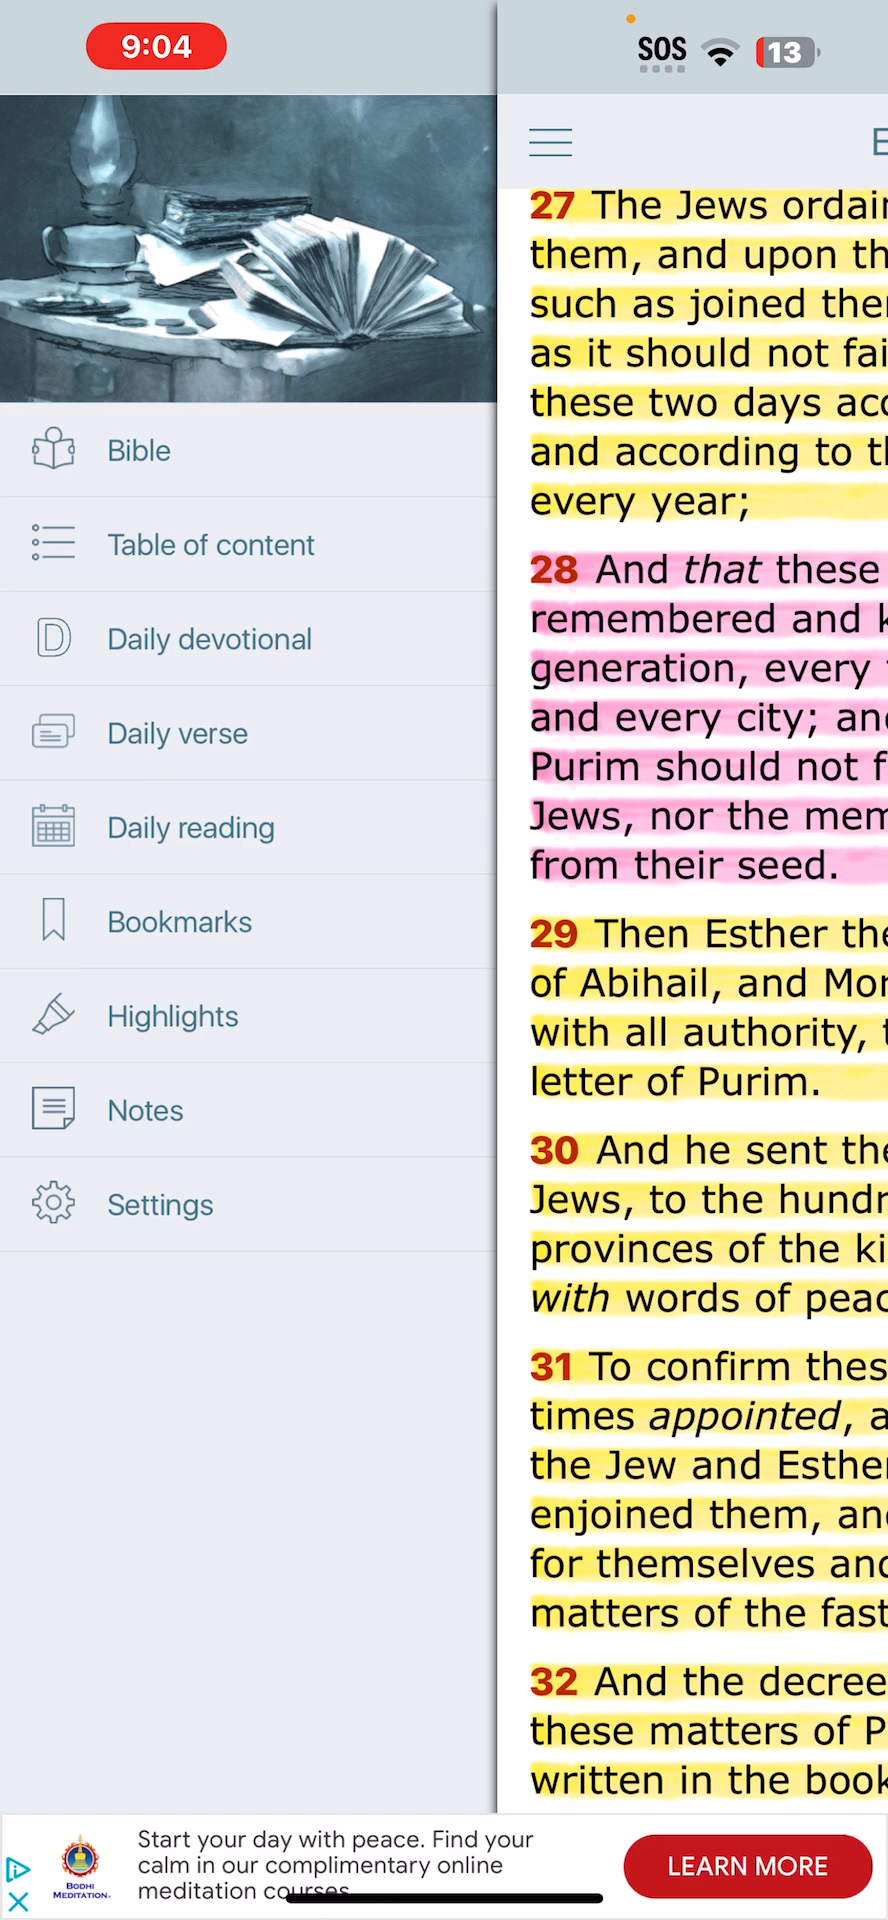 9:04
SOS
13
Bible
Table of content
Daily devotional
Daily verse
Daily reading
Bookmarks
Highlights
Notes
Settings
27 The Jews ordai
them, and upon th
such as joined the
as it should not fai
these two days acc
and according to th
every year;
28 And that these
remembered and k
generation, every
and every city; an
Purim should not f
Jews, nor the mem
from their seed.
29 Then Esther the
of Abihail, and Mor
with all authority, t
letter of Purim.
30 And he sent the
Jews, to the hundr
provinces of the ki
with words of peac
31 To confirm thes
times appointed, a
the Jew and Esther
enjoined them, and
for themselves and
matters of the fast
32 And the decree
these matters of P
written in the book
BODHI
MEDITATION
Start your day with peace. Find your
calm in our complimentary online
meditation courses
LEARN MORE